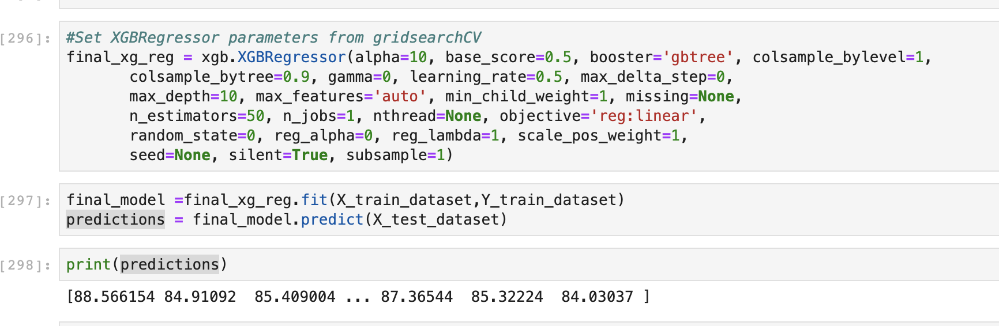 [296]:
#Set XGBRegressor parameters from gridsearchCV
final_xg_reg = xgb.XGBRegressor(alpha=10, base_score=0.5, booster='gbtree', colsample_bylevel=1,
colsample_bytree=0.9, gamma=0, learning_rate=0.5, max_delta_step=0,
max_depth=10, max_features='auto', min_child_weight=1, missing=None,
n_estimators=50, n_jobs=1, nthread=None, objective='reg:linear',
random_state=0, reg_alpha=0, reg_lambda=1, scale_pos_weight=1,
seed=None, silent=True, subsample=1)
[297]:
final_model =final_xg_reg.fit(X_train_dataset,Y_train_dataset)
predictions = final_model.predict(X_test_dataset)
[298]:
print(predictions)
[88.566154 84.91092  85.409004 ... 87.36544  85.32224  84.03037 ]